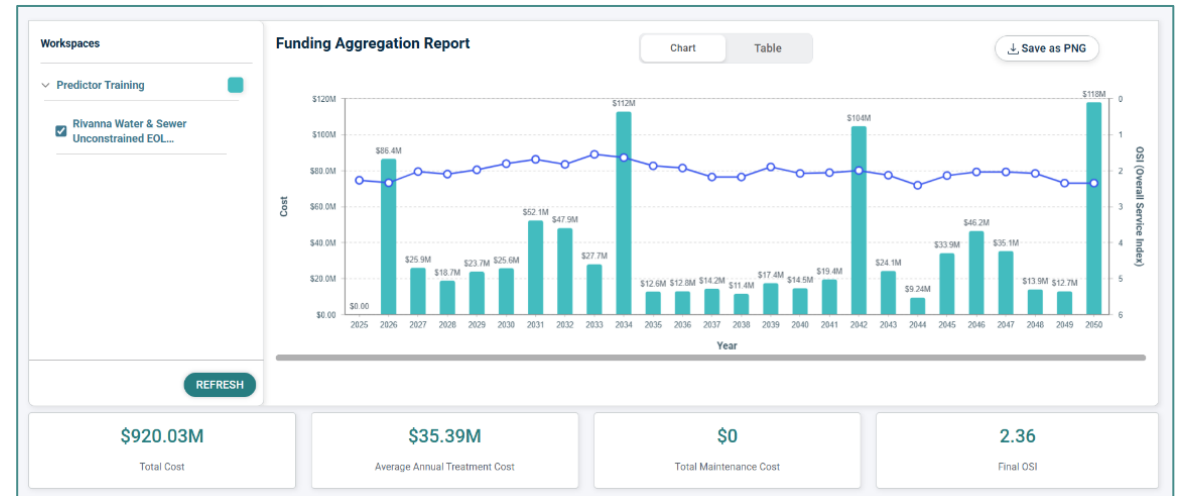 Workspaces
Predictor Training
Rivanna Water & Sewer
Unconstrained EOL...
REFRESH
Funding Aggregation Report
Chart
Table
Save as PNG
$120M
$100M
$80.0M
$60.0M
$40.0M
$20.0M
$0.00
Cost
$0.00
$86.4M
$25.9M
$18.7M
$23.7M
$25.6M
$52.1M
$47.9M
$27.7M
$112M
$12.6M
$12.8M
$14.2M
$11.4M
$17.4M
$14.5M
$19.4M
$104M
$24.1M
$9.24M
$33.9M
$46.2M
$35.1M
$13.9M
$12.7M
$118M
0
1
2
3
4
5
6
OSI (Overall Service Index)
2025 2026 2027 2028 2029 2030 2031 2032 2033 2034 2035 2036 2037 2038 2039 2040 2041 2042 2043 2044 2045 2046 2047 2048 2049 2050
Year
$920.03M
Total Cost
$35.39M
Average Annual Treatment Cost
$0
Total Maintenance Cost
2.36
Final OSI